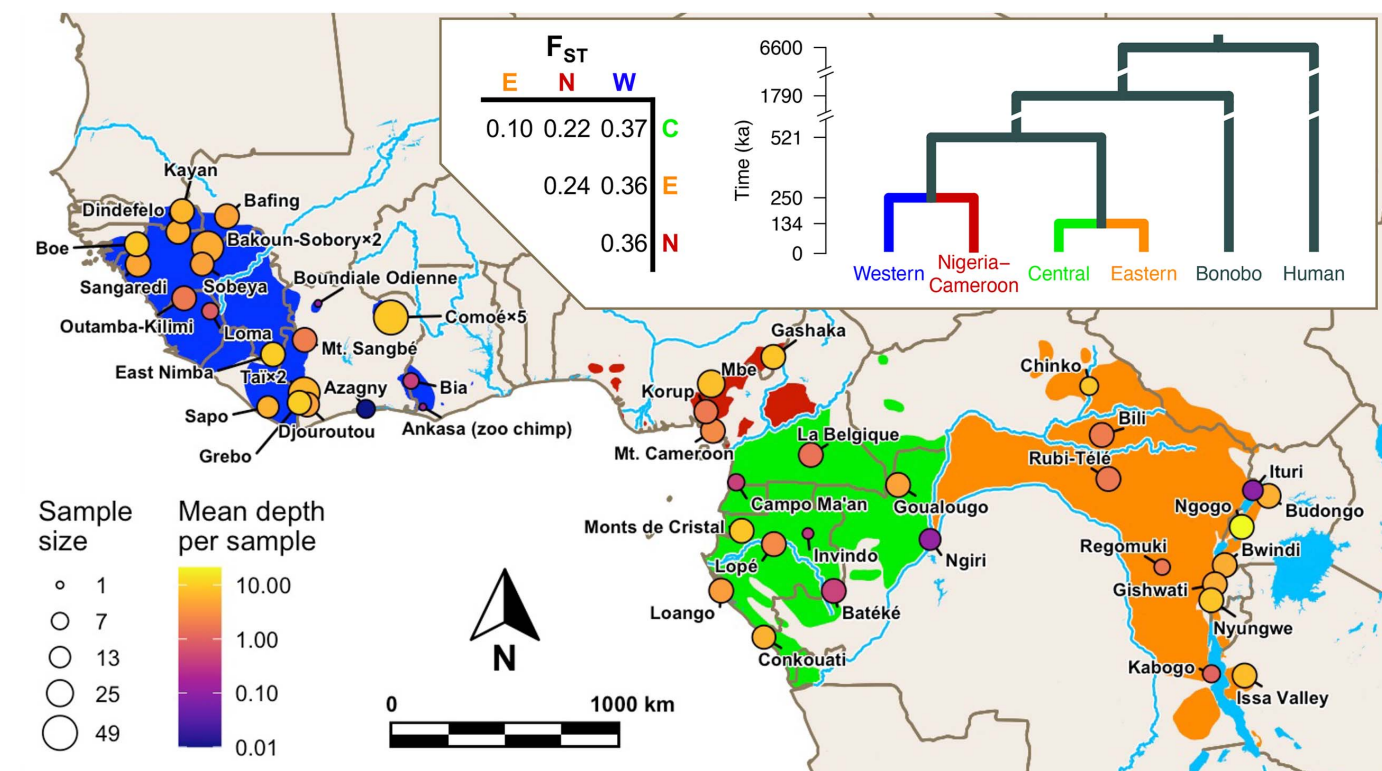 F_ST
E N W
0.10 0.22 0.37 C
0.24 0.36 E
0.36 N
Time (ka)
6600
1790
521
250
134
0
Western
Nigeria–
Cameroon
Central
Eastern
Bonobo
Human
Kayan
Dindefelo
Bafing
Boe
Bakoun-Sobory×2
Sangaredi
Sobeya
Boundiale Odienne
Outamba-Kilimi
Loma
Comoé×5
Mt. Sangbé
East Nimba
Taï×2
Azagny
Bia
Sapo
Djouroutou
Ankasa (zoo chimp)
Grebo
Gashaka
Mbe
Korup
Mt. Cameroon
La Belgique
Chinko
Bili
Rubi-Télé
Campo Ma'an
Goualougo
Monts de Cristal
Invindo
Lopé
Ngiri
Loango
Batéké
Conkouati
Ituri
Ngogo
Budongo
Regomuki
Bwindi
Gishwati
Nyungwe
Kabogo
Issa Valley
Sample
size
1
7
13
25
49
Mean depth
per sample
10.00
1.00
0.10
0.01
N
0 1000 km